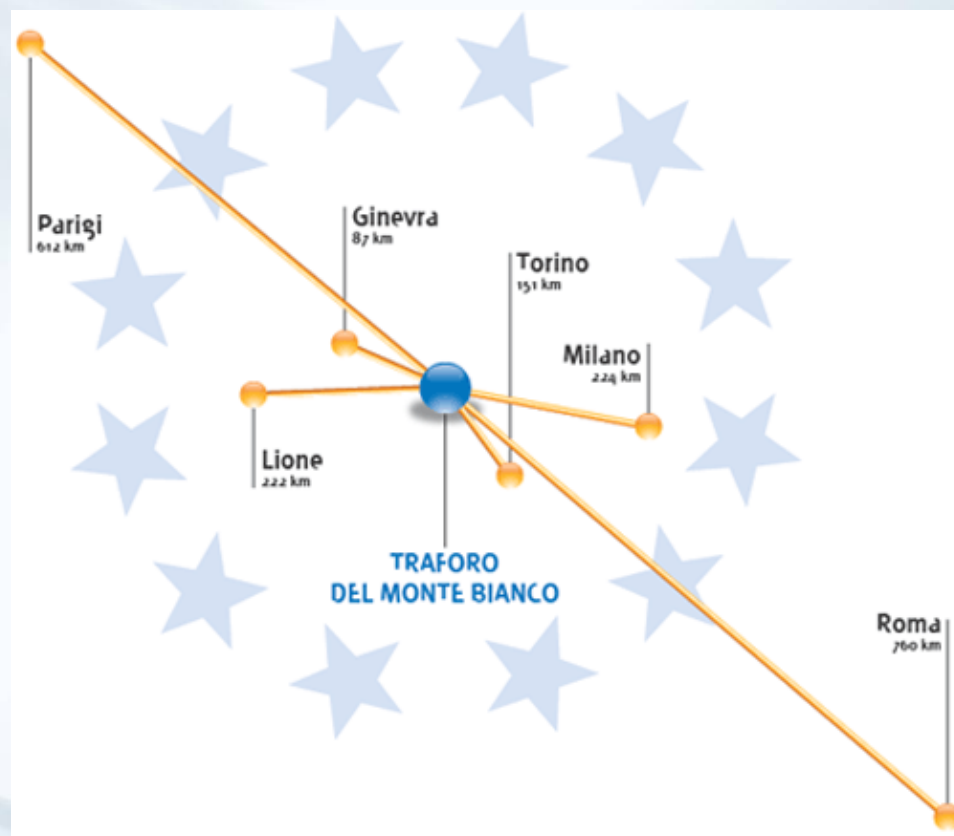 Parigi
612 km
Ginevra
87 km
Torino
151 km
Milano
224 km
Lione
222 km
TRAFORO
DEL MONTE BIANCO
Roma
760 km